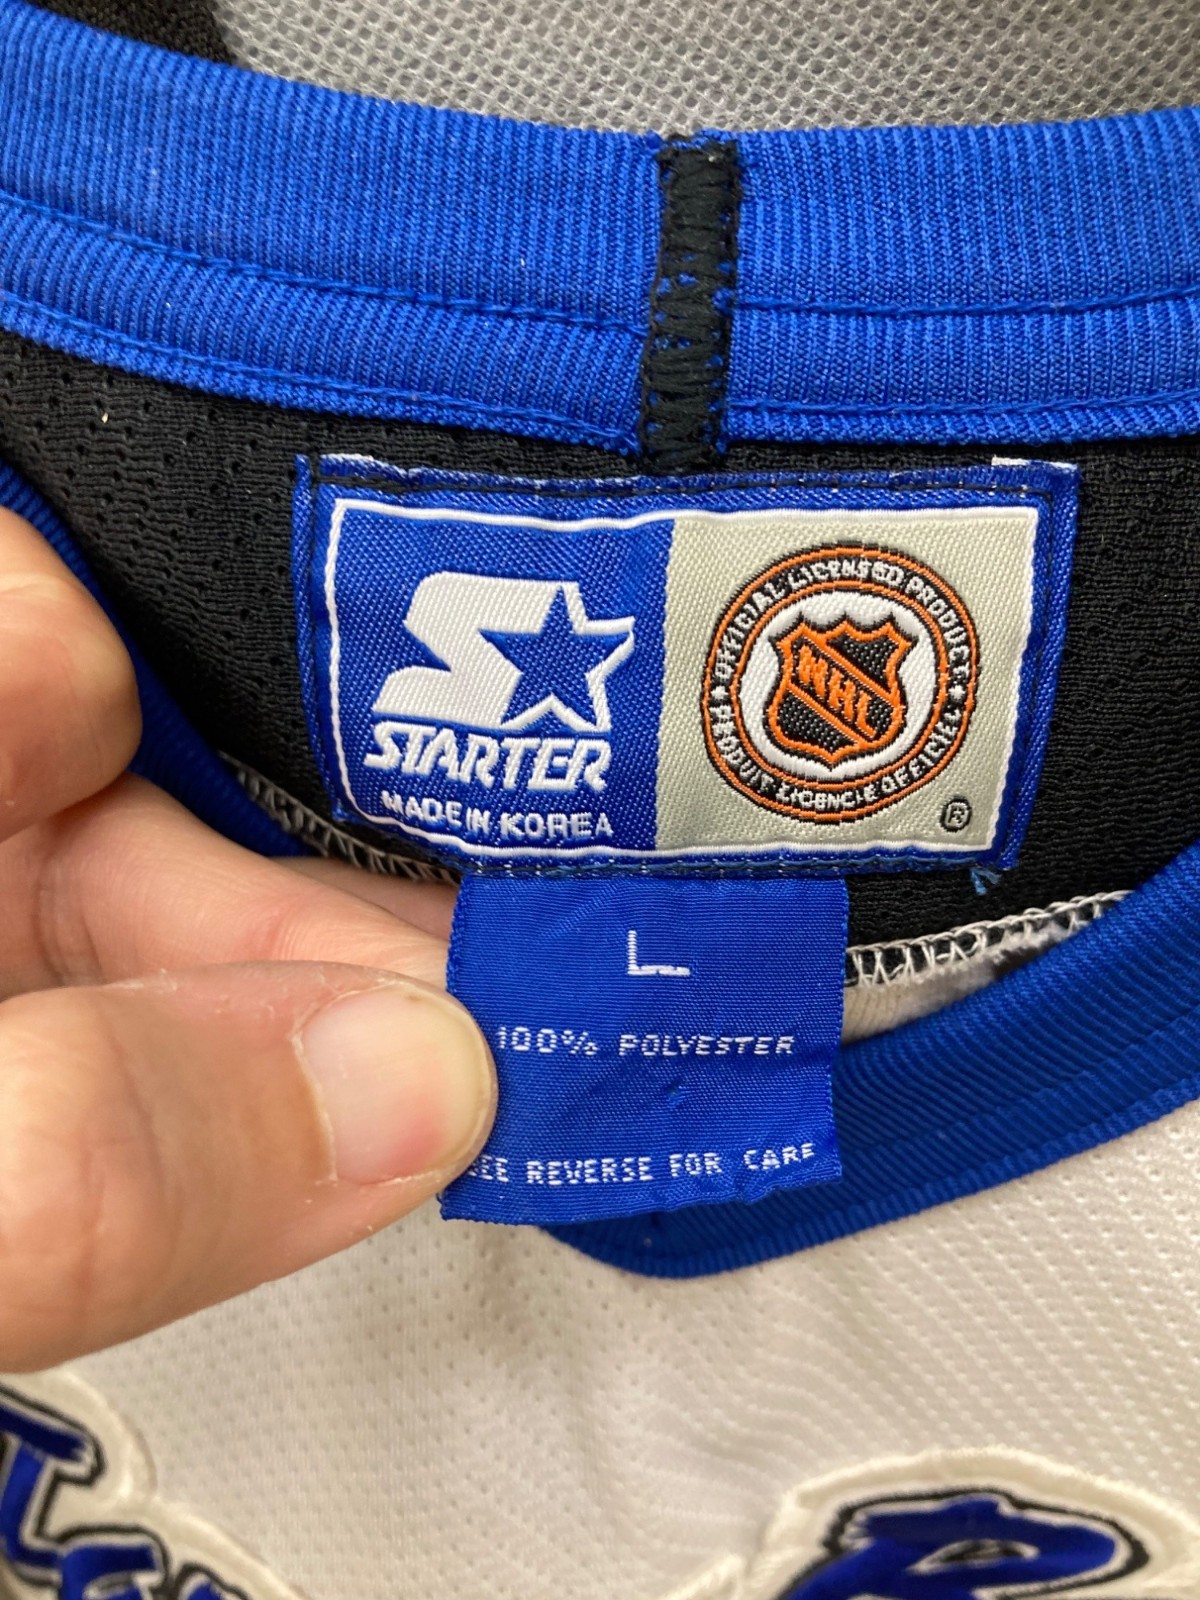 STARTER
MADE IN KOREA
OFFICIAL LICENSED PRODUCT
NHL
PRODUIT LICENCIE OFFICIEL
®
L
100% POLYESTER
SEE REVERSE FOR CARE